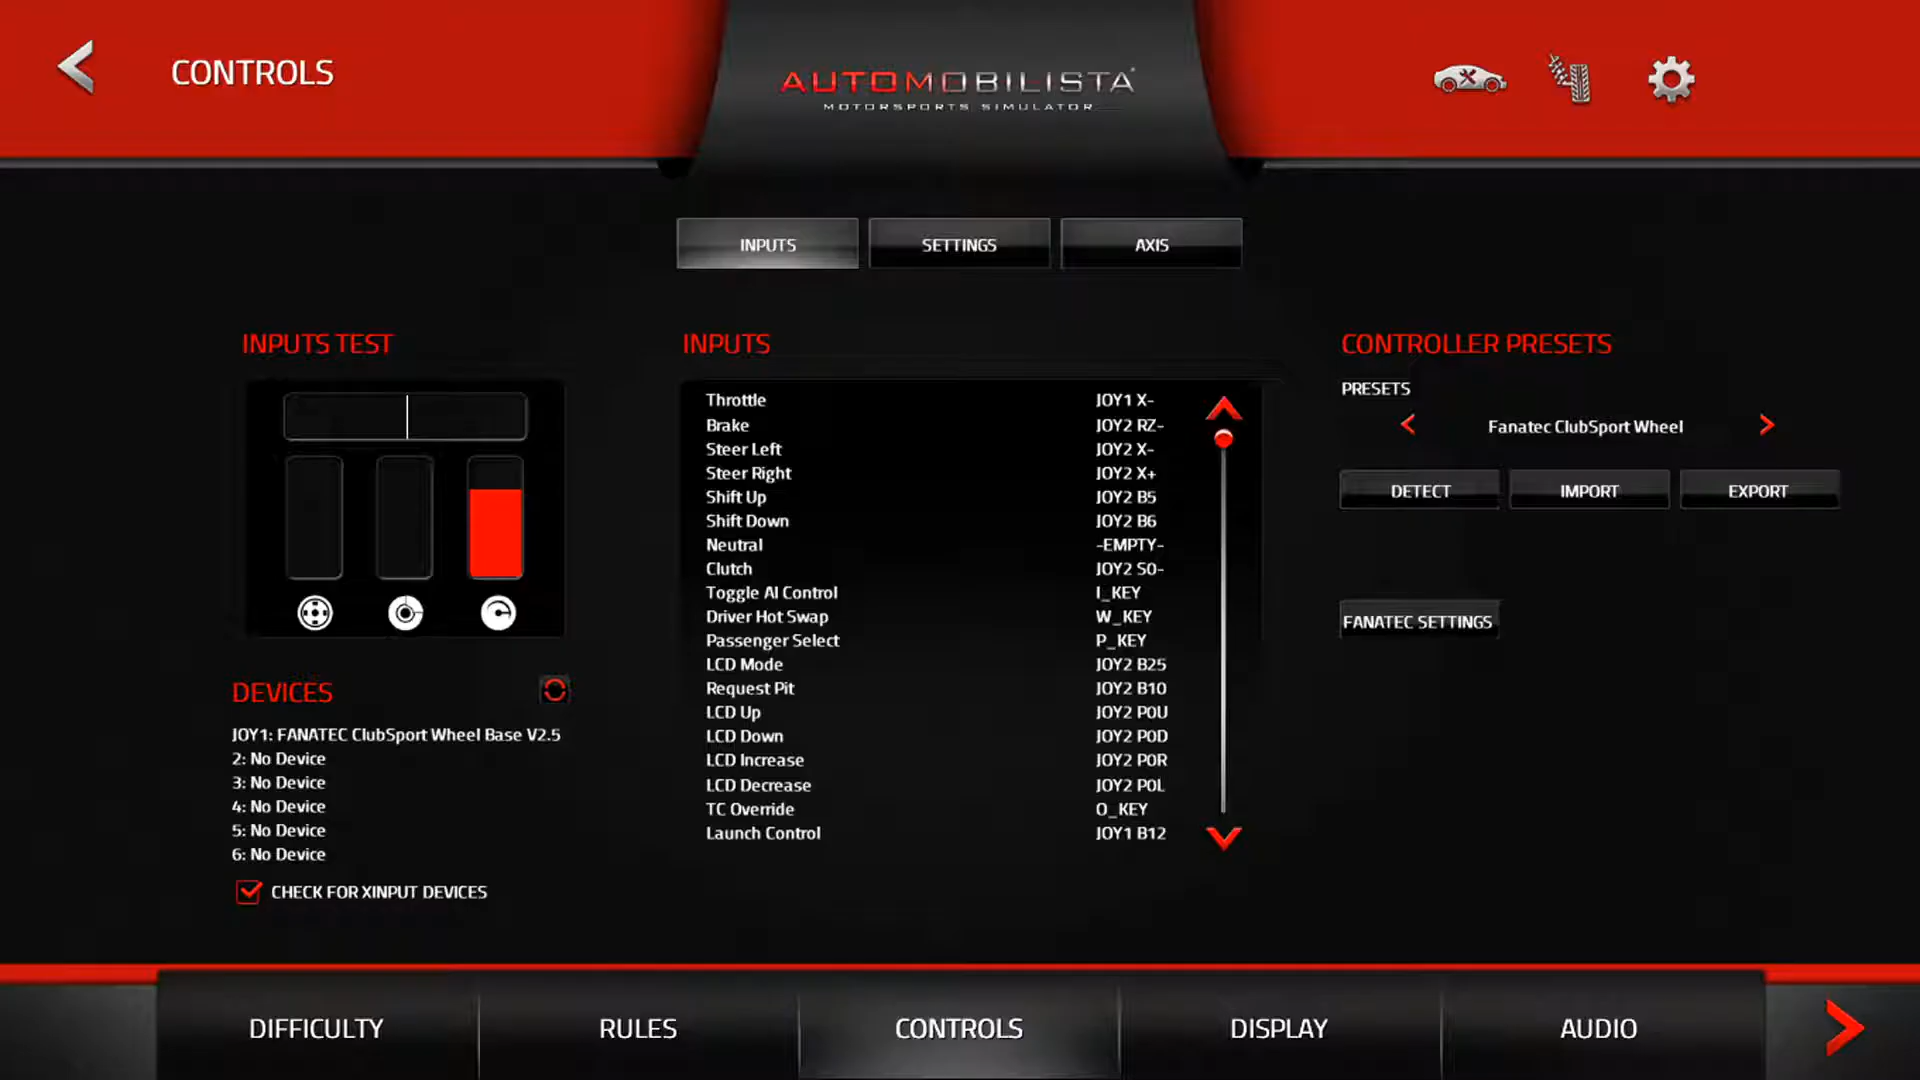 CONTROLS
AUTOMOBILISTA
MOTORSPORTS SIMULATOR
INPUTS
SETTINGS
AXIS
INPUTS TEST
DEVICES
JOY1: FANATEC ClubSport Wheel Base V2.5
2: No Device
3: No Device
4: No Device
5: No Device
6: No Device
CHECK FOR XINPUT DEVICES
INPUTS
Throttle JOY1 X-
Brake JOY2 RZ-
Steer Left JOY2 X-
Steer Right JOY2 X+
Shift Up JOY2 B5
Shift Down JOY2 B6
Neutral -EMPTY-
Clutch JOY2 S0-
Toggle AI Control I_KEY
Driver Hot Swap W_KEY
Passenger Select P_KEY
LCD Mode JOY2 B25
Request Pit JOY2 B10
LCD Up JOY2 P0U
LCD Down JOY2 P0D
LCD Increase JOY2 P0R
LCD Decrease JOY2 P0L
TC Override O_KEY
Launch Control JOY1 B12
CONTROLLER PRESETS
PRESETS
Fanatec ClubSport Wheel
DETECT
IMPORT
EXPORT
FANATEC SETTINGS
DIFFICULTY
RULES
CONTROLS
DISPLAY
AUDIO